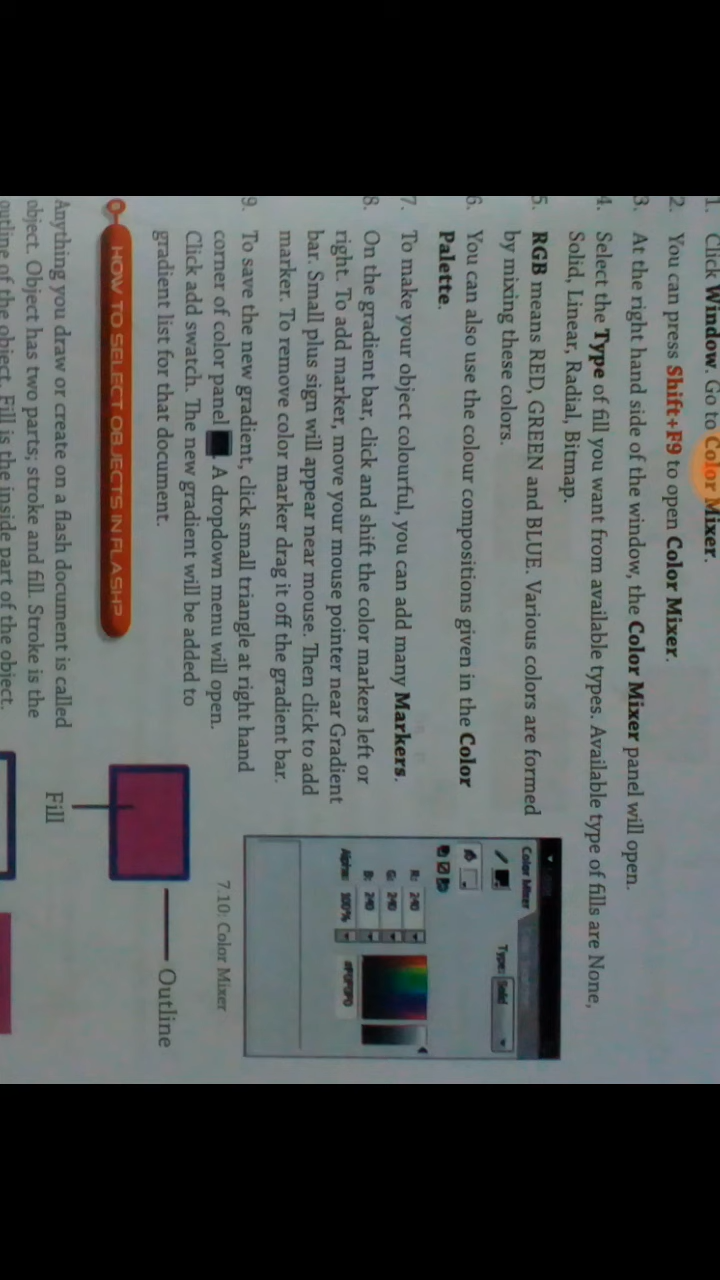 1. Click Window. Go to Color Mixer.
2. You can press Shift+F9 to open Color Mixer.
3. At the right hand side of the window, the Color Mixer panel will open.
4. Select the Type of fill you want from available types. Available type of fills are None,
Solid, Linear, Radial, Bitmap.
5. RGB means RED, GREEN and BLUE. Various colors are formed
by mixing these colors.
6. You can also use the colour compositions given in the Color
Palette.
7. To make your object colourful, you can add many Markers.
8. On the gradient bar, click and shift the color markers left or
right. To add marker, move your mouse pointer near Gradient
bar. Small plus sign will appear near mouse. Then click to add
marker. To remove color marker drag it off the gradient bar.
9. To save the new gradient, click small triangle at right hand
corner of color panel. A dropdown menu will open.
Click add swatch. The new gradient will be added to
gradient list for that document.
Color Mixer
Type: Solid
R: 240
G: 240
B: 240
Alpha: 100%
#F0F0F0
7.10: Color Mixer
HOW TO SELECT OBJECTS IN FLASH?
Anything you draw or create on a flash document is called
object. Object has two parts; stroke and fill. Stroke is the
outline of the object. Fill is the inside part of the object.
Outline
Fill